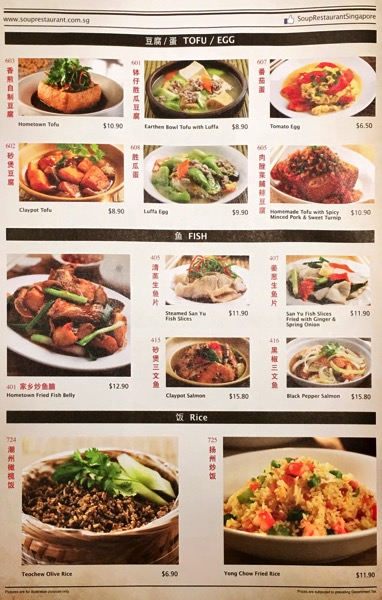 www.souprestaurant.com.sg
SoupRestaurantSingapore
豆腐/蛋 TOFU / EGG
603
香煎自制豆腐
Hometown Tofu
$10.90
601
钵仔胜瓜豆腐
Earthen Bowl Tofu with Luffa
$8.90
607
番茄蛋
Tomato Egg
$6.50
602
砂煲豆腐
Claypot Tofu
$8.90
608
胜瓜蛋
Luffa Egg
$9.90
605
Homemade Tofu with Spicy
Minced Pork & Sweet Turnip
$10.90
鱼 FISH
401 家乡炒鱼腩
$12.90
Hometown Fried Fish Belly
405
清蒸生鱼片
Steamed San Yu
Fish Slices
$11.90
407
姜葱生鱼片
San Yu Fish Slices
Fried with Ginger &
Spring Onion
$11.90
415
砂煲三文鱼
Claypot Salmon
$15.80
416
黑椒三文鱼
Black Pepper Salmon
$15.80
饭 Rice
724
潮州橄榄饭
Teochew Olive Rice
$6.90
725
扬州炒饭
Yong Chow Fried Rice
$11.90
Pictures are for illustration purposes only
Prices are subjected to prevailing Government Tax